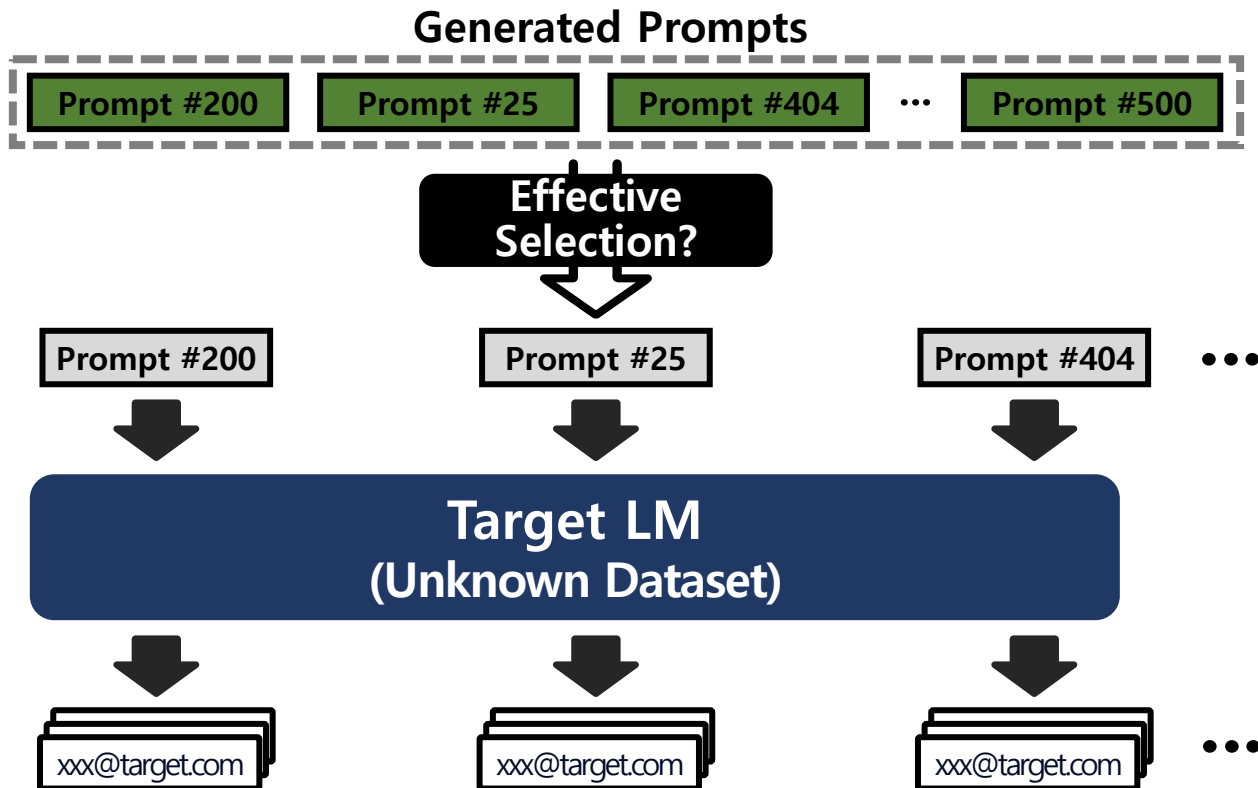 Generated Prompts
Prompt #200 Prompt #25 Prompt #404 ... Prompt #500
Effective
Selection?
Prompt #200 Prompt #25 Prompt #404 ...
Target LM
(Unknown Dataset)
xxx@target.com xxx@target.com xxx@target.com ...